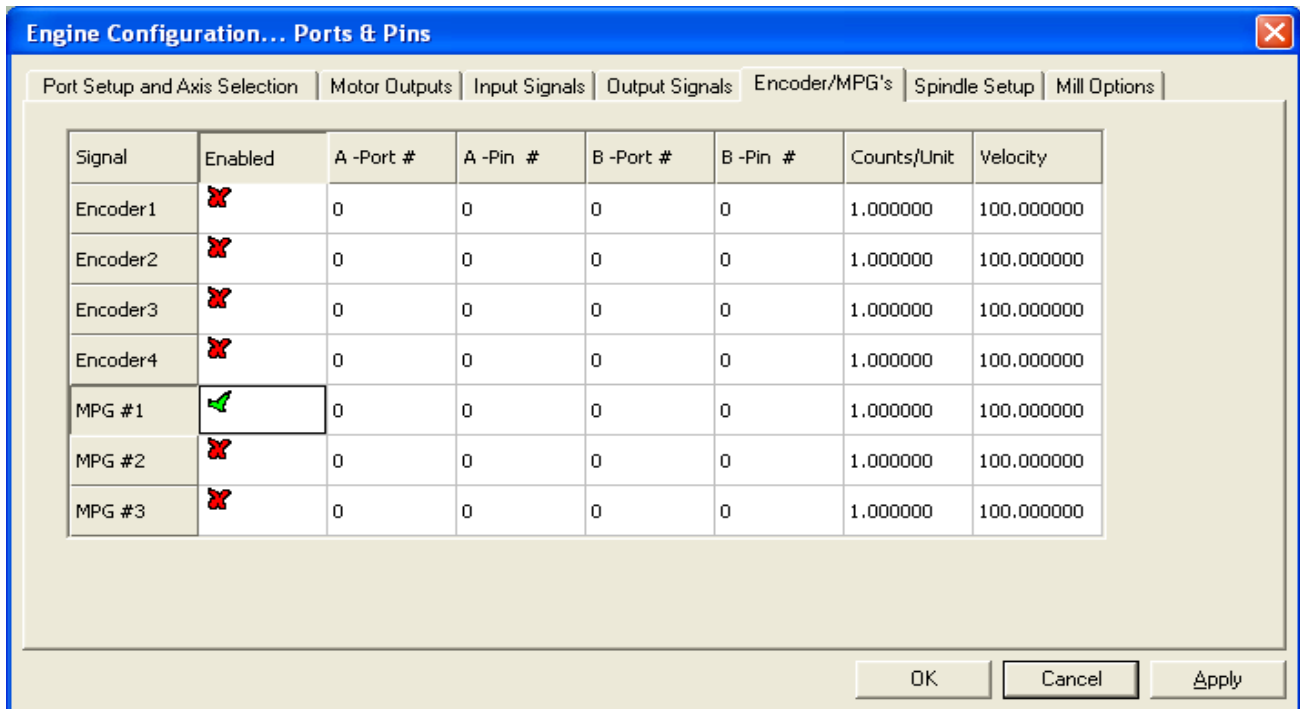 Engine Configuration... Ports & Pins
Port Setup and Axis Selection Motor Outputs Input Signals Output Signals Encoder/MPG's Spindle Setup Mill Options
Signal Enabled A -Port # A -Pin # B -Port # B -Pin # Counts/Unit Velocity
Encoder1 0 0 0 0 1.000000 100.000000
Encoder2 0 0 0 0 1.000000 100.000000
Encoder3 0 0 0 0 1.000000 100.000000
Encoder4 0 0 0 0 1.000000 100.000000
MPG #1 0 0 0 0 1.000000 100.000000
MPG #2 0 0 0 0 1.000000 100.000000
MPG #3 0 0 0 0 1.000000 100.000000
OK Cancel Apply